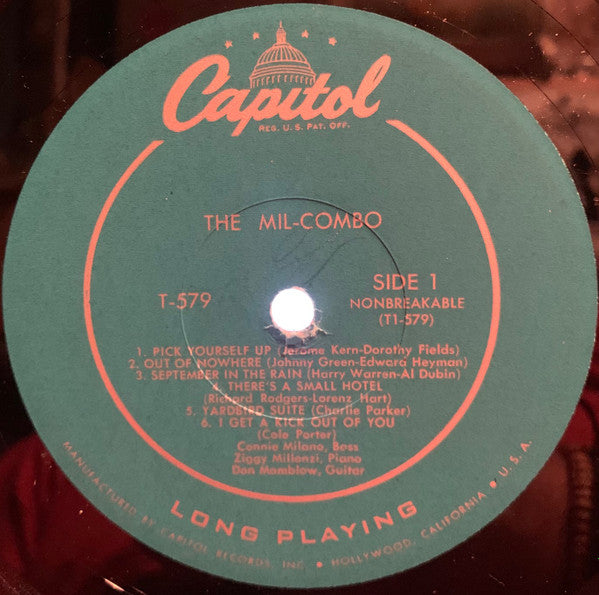 Capitol
REG. U.S. PAT. OFF.
THE MIL-COMBO
T-579
SIDE 1
NONBREAKABLE
(T1-579)
1. PICK YOURSELF UP (Jerome Kern-Dorothy Fields)
2. OUT OF NOWHERE (Johnny Green-Edward Heyman)
3. SEPTEMBER IN THE RAIN (Harry Warren-Al Dubin)
4. THERE'S A SMALL HOTEL
(Richard Rodgers-Lorenz Hart)
5. YARDBIRD SUITE (Charlie Parker)
6. I GET A KICK OUT OF YOU
(Cole Porter)
Connie Milano, Bass
Ziggy Millonzi, Piano
Don Momblow, Guitar
LONG PLAYING
MANUFACTURED BY CAPITOL RECORDS, INC. • HOLLYWOOD, CALIFORNIA • U.S.A.